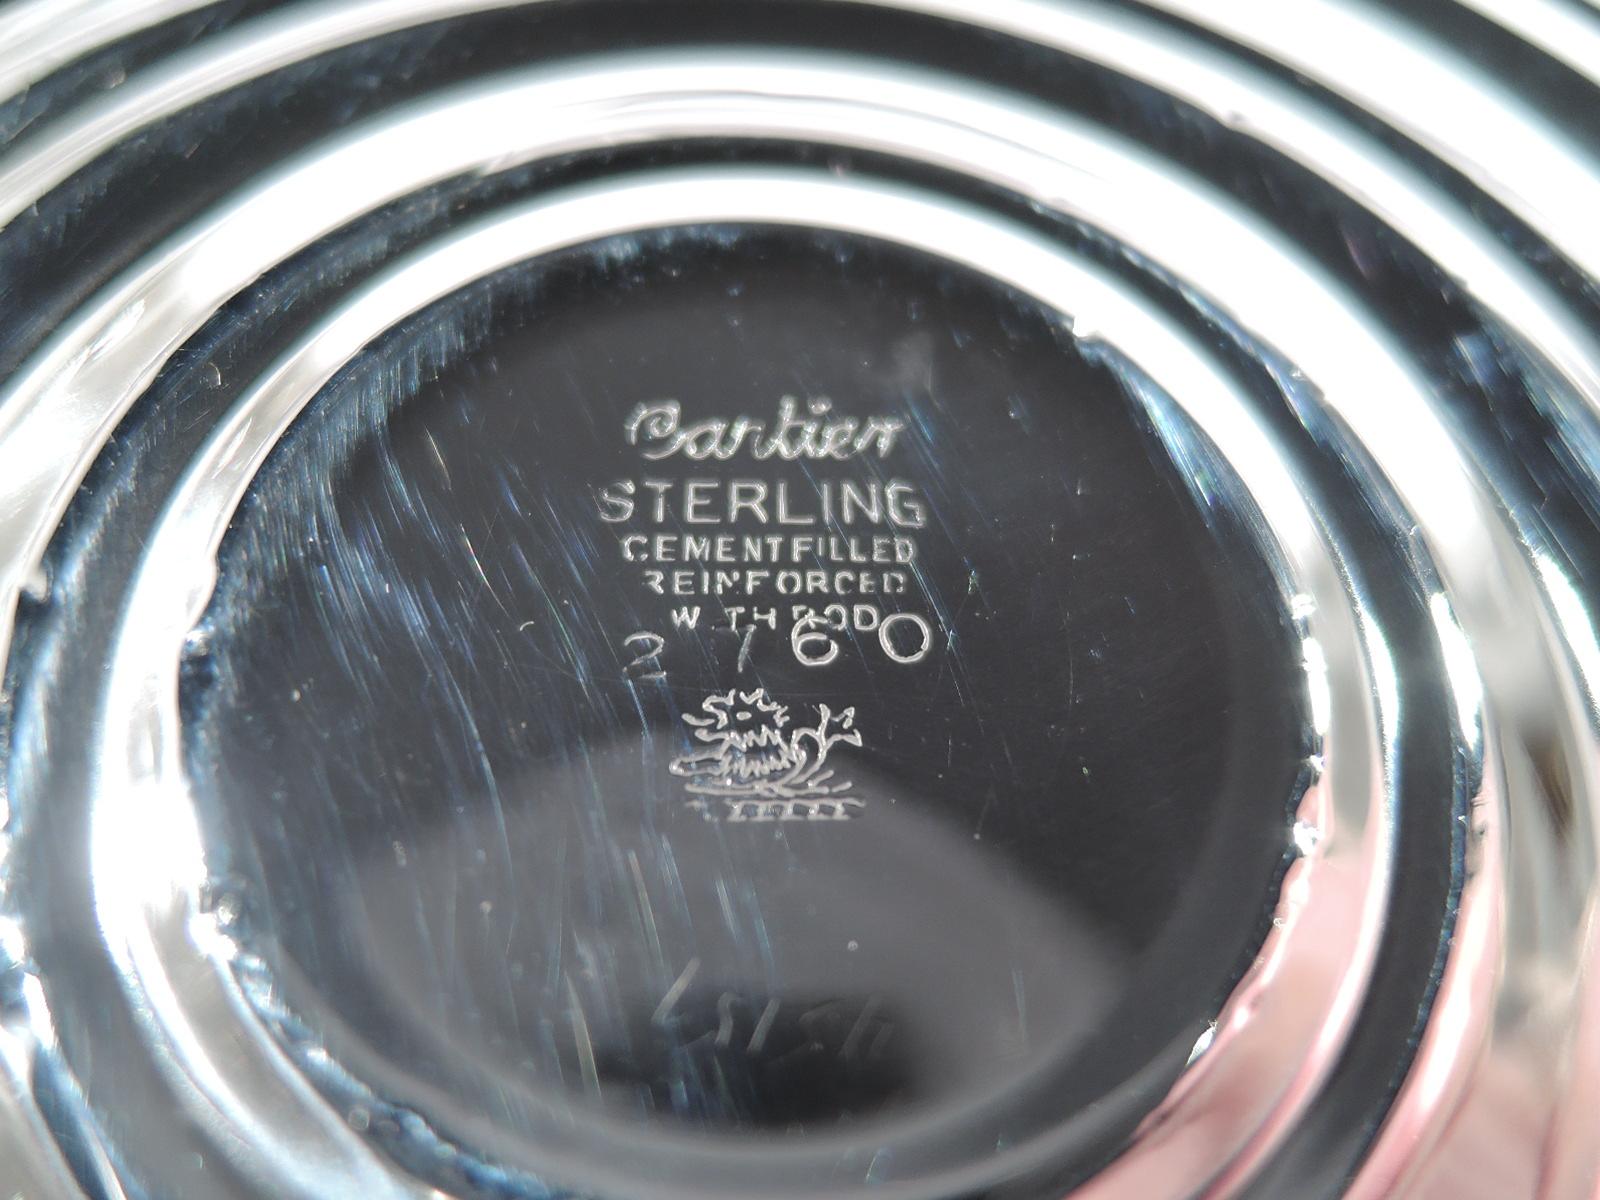 Cartier
STERLING
CEMENT FILLED
REINFORCED
WITH ROD
2760